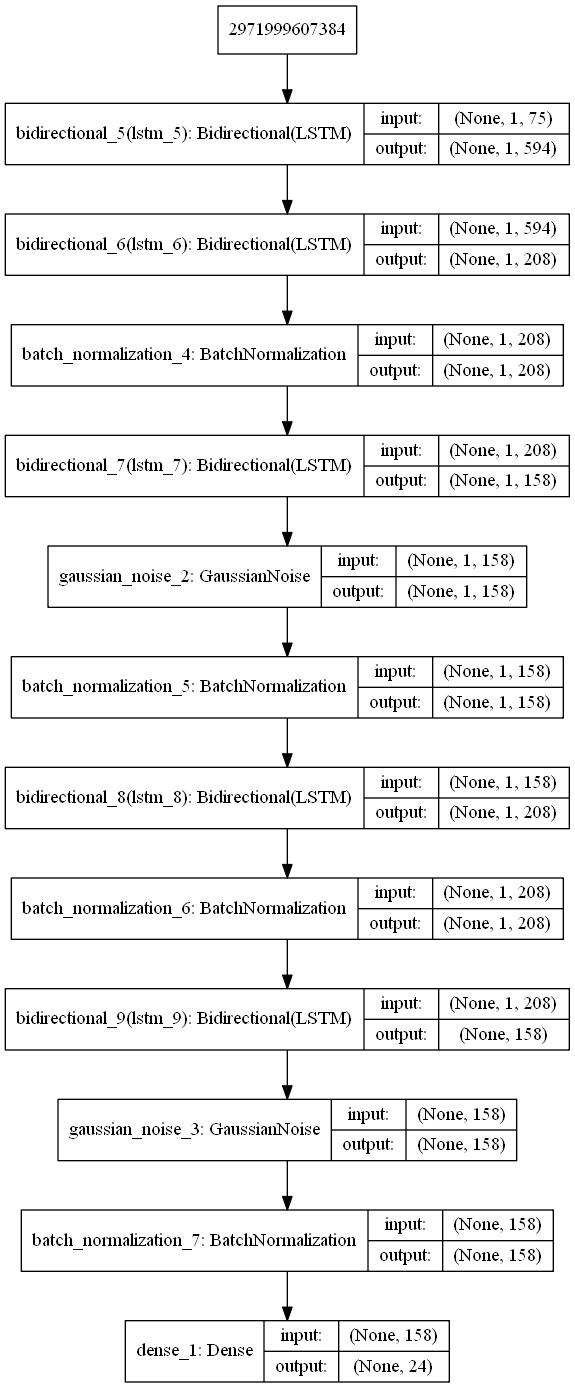 2971999607384
bidirectional_5(lstm_5): Bidirectional(LSTM)
input: (None, 1, 75)
output: (None, 1, 594)
bidirectional_6(lstm_6): Bidirectional(LSTM)
input: (None, 1, 594)
output: (None, 1, 208)
batch_normalization_4: BatchNormalization
input: (None, 1, 208)
output: (None, 1, 208)
bidirectional_7(lstm_7): Bidirectional(LSTM)
input: (None, 1, 208)
output: (None, 1, 158)
gaussian_noise_2: GaussianNoise
input: (None, 1, 158)
output: (None, 1, 158)
batch_normalization_5: BatchNormalization
input: (None, 1, 158)
output: (None, 1, 158)
bidirectional_8(lstm_8): Bidirectional(LSTM)
input: (None, 1, 158)
output: (None, 1, 208)
batch_normalization_6: BatchNormalization
input: (None, 1, 208)
output: (None, 1, 208)
bidirectional_9(lstm_9): Bidirectional(LSTM)
input: (None, 1, 208)
output: (None, 158)
gaussian_noise_3: GaussianNoise
input: (None, 158)
output: (None, 158)
batch_normalization_7: BatchNormalization
input: (None, 158)
output: (None, 158)
dense_1: Dense
input: (None, 158)
output: (None, 24)